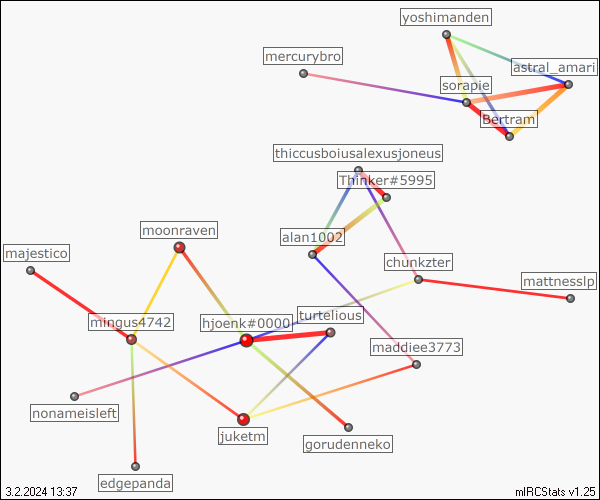 yoshimanden
mercurybro
astral_amari
sorapie
Bertram
thiccusboiusalexusjoneus
Thinker#5995
moonraven
alan1002
majestico
chunkzter
mattnesslp
mingus4742
hjoenk#0000
turtelious
maddiee3773
nonameisleft
juketm
gorudenneko
edgepanda
3.2.2024 13:37
mIRCStats v1.25